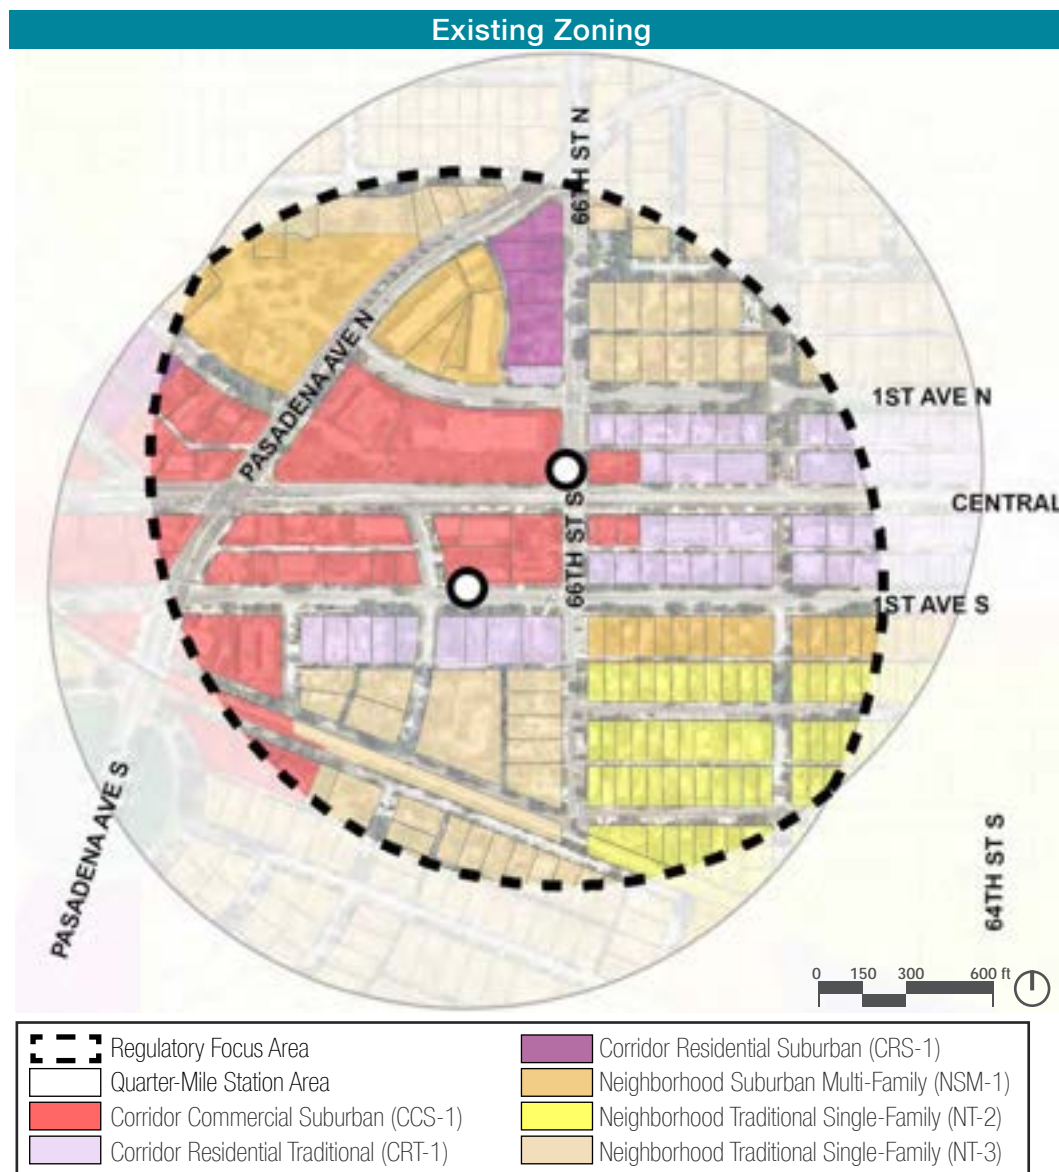 Existing Zoning
66TH ST N
PASADENA AVE N
1ST AVE N
CENTRAL
66TH ST S
1ST AVE S
PASADENA AVE S
64TH ST S
0 150 300 600 ft
Regulatory Focus Area
Quarter-Mile Station Area
Corridor Commercial Suburban (CCS-1)
Corridor Residential Traditional (CRT-1)
Corridor Residential Suburban (CRS-1)
Neighborhood Suburban Multi-Family (NSM-1)
Neighborhood Traditional Single-Family (NT-2)
Neighborhood Traditional Single-Family (NT-3)